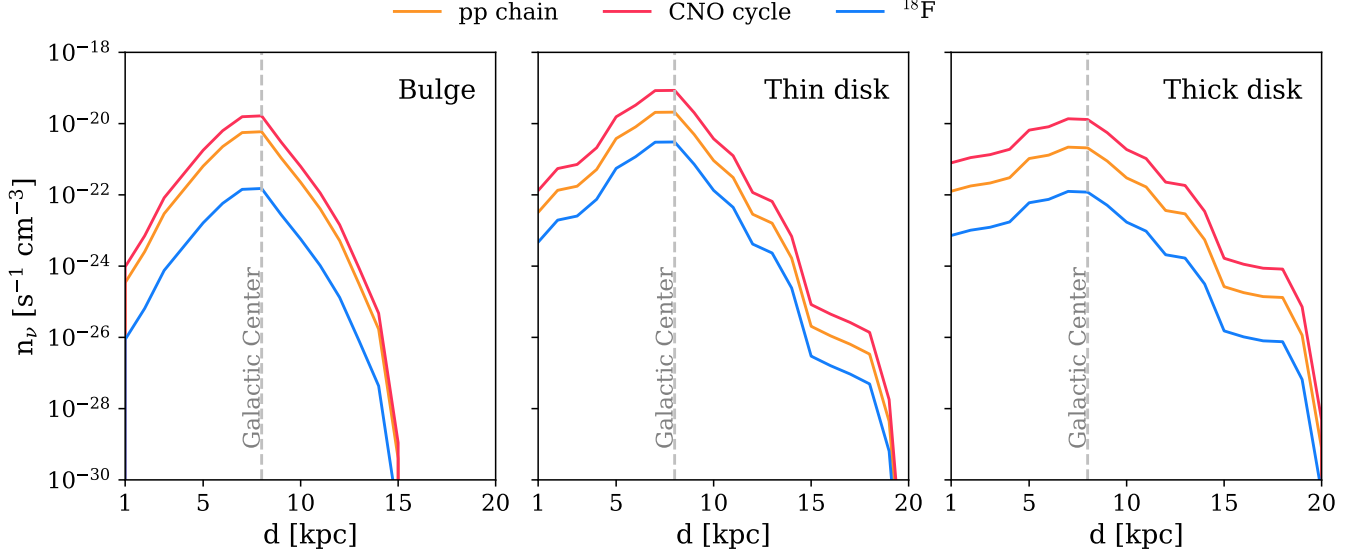 pp chain CNO cycle ¹⁸F
Bulge
Thin disk
Thick disk
n_ν [s⁻¹ cm⁻³]
10⁻¹⁸
10⁻²⁰
10⁻²²
10⁻²⁴
10⁻²⁶
10⁻²⁸
10⁻³⁰
Galactic Center
Galactic Center
Galactic Center
1 5 10 15 20
1 5 10 15 20
1 5 10 15 20
d [kpc]
d [kpc]
d [kpc]